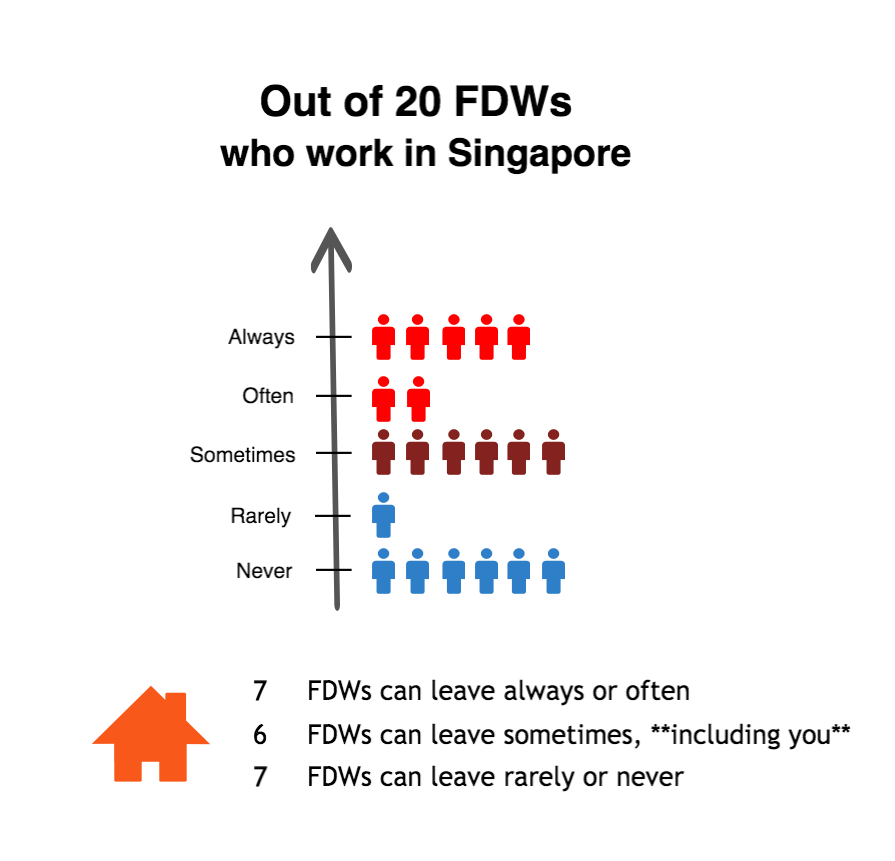 Out of 20 FDWs
who work in Singapore
Always
Often
Sometimes
Rarely
Never
7 FDWs can leave always or often
6 FDWs can leave sometimes, **including you**
7 FDWs can leave rarely or never